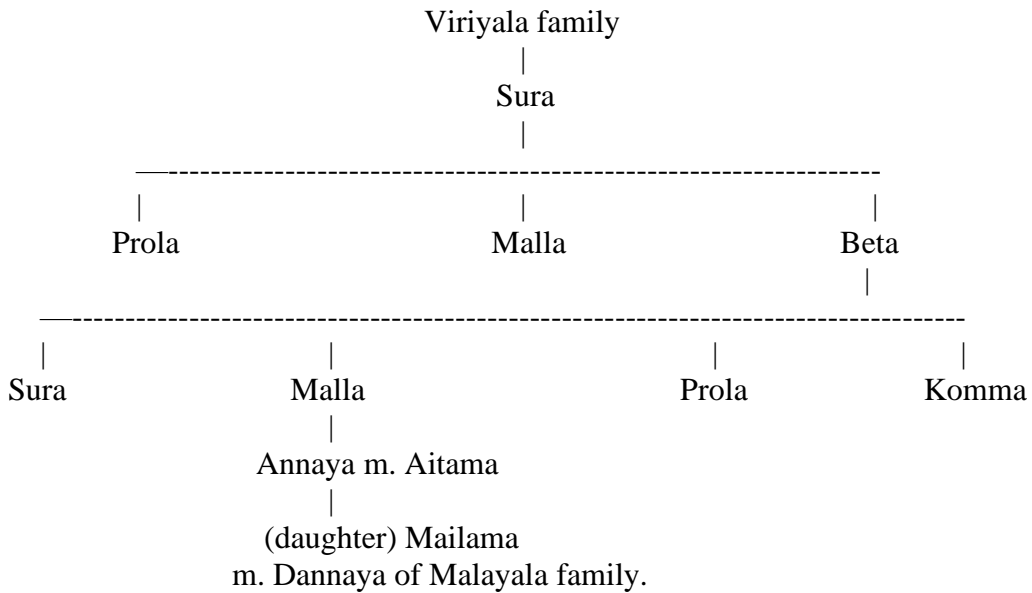 Viriyala family
|
Sura
|
--------------------------------------------------------------------
| | |
Prola Malla Beta
|
--------------------------------------------------------------------------------------
| | | |
Sura Malla Prola Komma
|
Annaya m. Aitama
|
(daughter) Mailama
m. Dannaya of Malayala family.